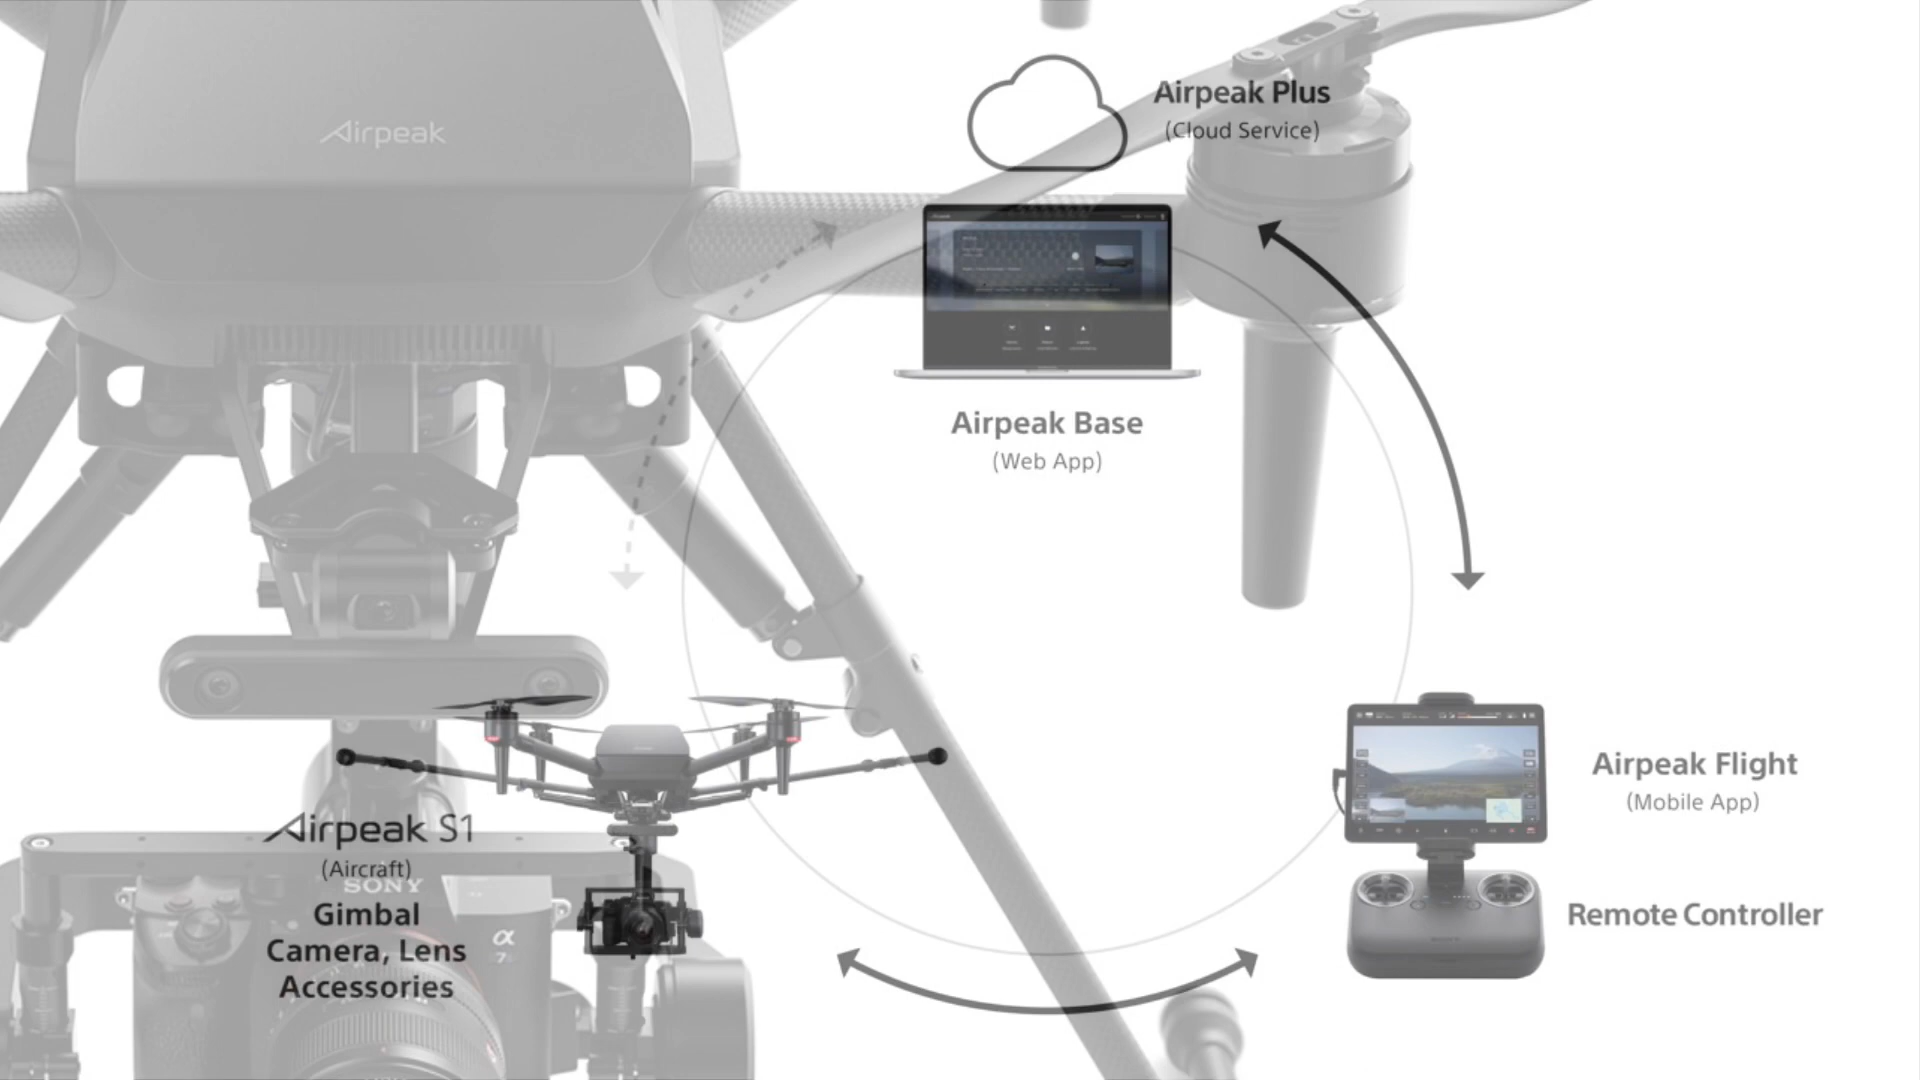 Airpeak
Airpeak Plus
(Cloud Service)
Airpeak Base
(Web App)
Airpeak S1
(Aircraft)
SONY
Gimbal
Camera, Lens
Accessories
α
Airpeak Flight
(Mobile App)
Remote Controller